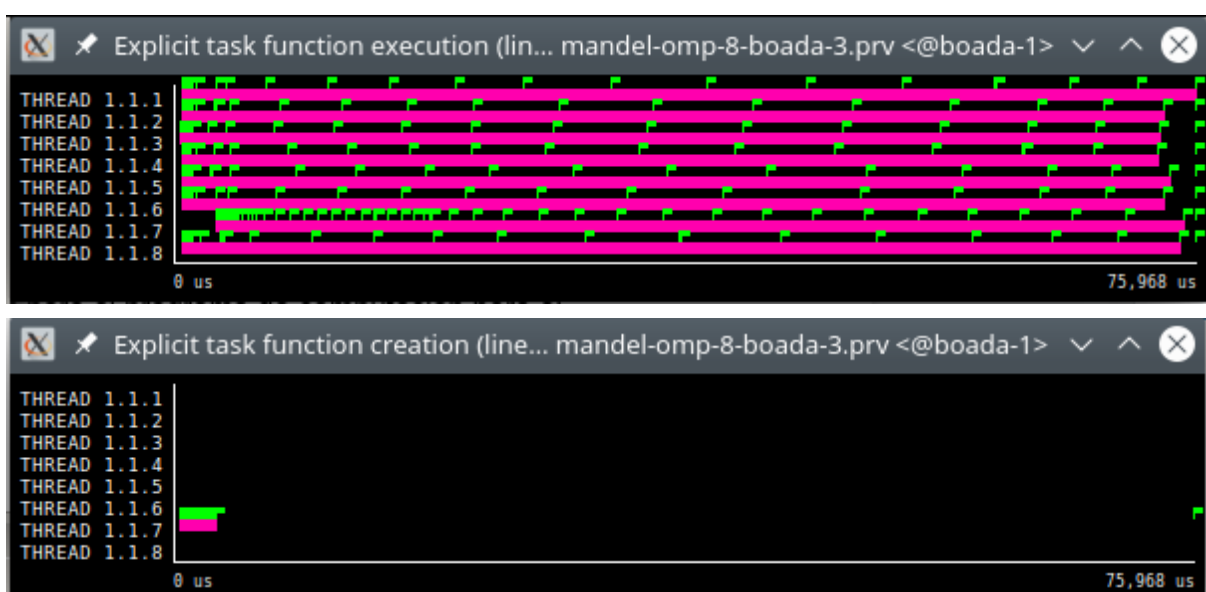 Explicit task function execution (lin... mandel-omp-8-boada-3.prv <@boada-1>
THREAD 1.1.1
THREAD 1.1.2
THREAD 1.1.3
THREAD 1.1.4
THREAD 1.1.5
THREAD 1.1.6
THREAD 1.1.7
THREAD 1.1.8
0 us 75,968 us
Explicit task function creation (line... mandel-omp-8-boada-3.prv <@boada-1>
THREAD 1.1.1
THREAD 1.1.2
THREAD 1.1.3
THREAD 1.1.4
THREAD 1.1.5
THREAD 1.1.6
THREAD 1.1.7
THREAD 1.1.8
0 us 75,968 us